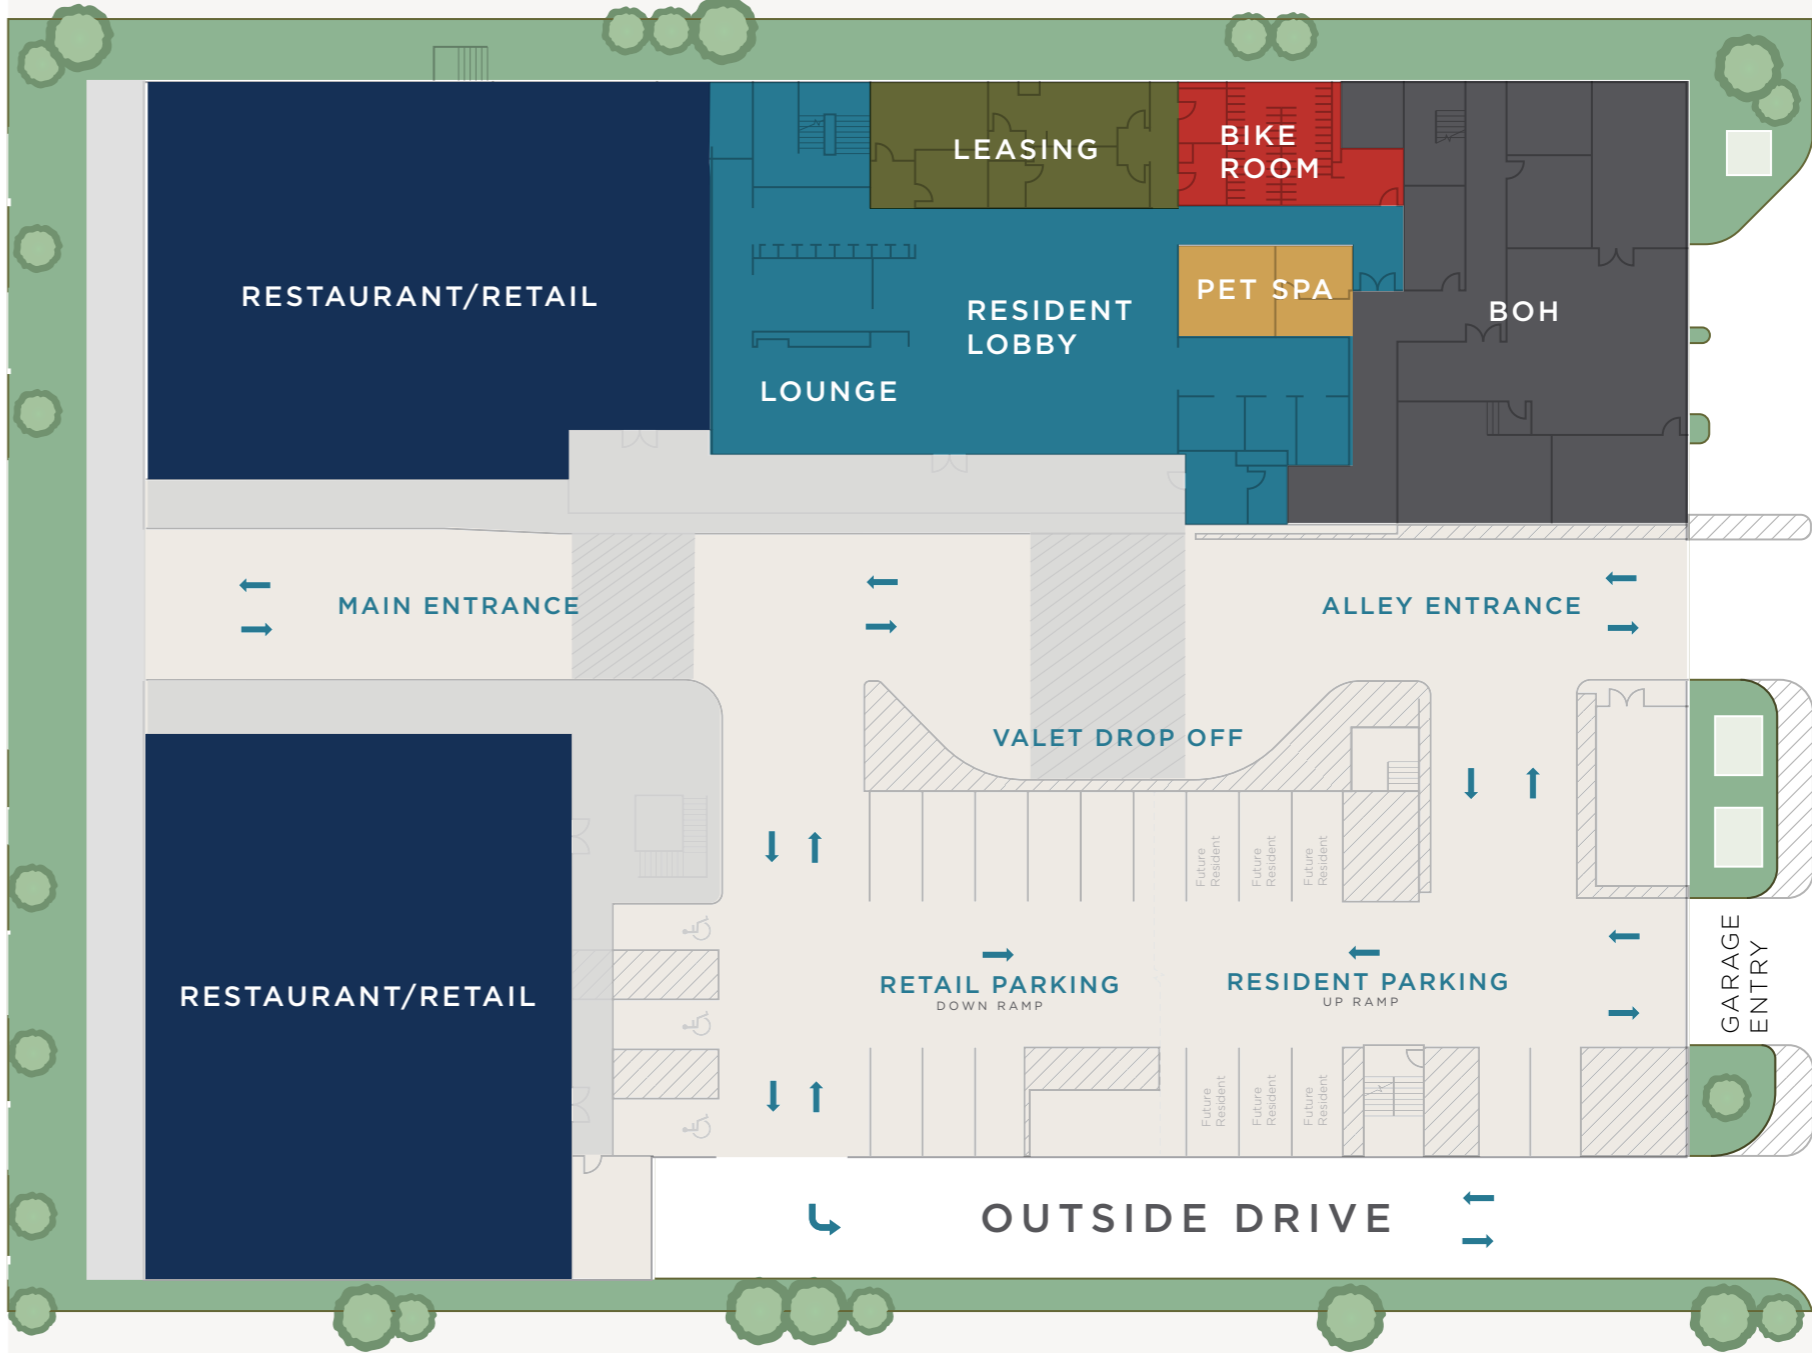 LEASING
BIKE
ROOM
RESTAURANT/RETAIL
RESIDENT
LOBBY
PET SPA
BOH
LOUNGE
MAIN ENTRANCE
ALLEY ENTRANCE
VALET DROP OFF
Future
Resident
Future
Resident
Future
Resident
RESTAURANT/RETAIL
RETAIL PARKING
DOWN RAMP
RESIDENT PARKING
UP RAMP
GARAGE
ENTRY
Future
Resident
Future
Resident
Future
Resident
OUTSIDE DRIVE